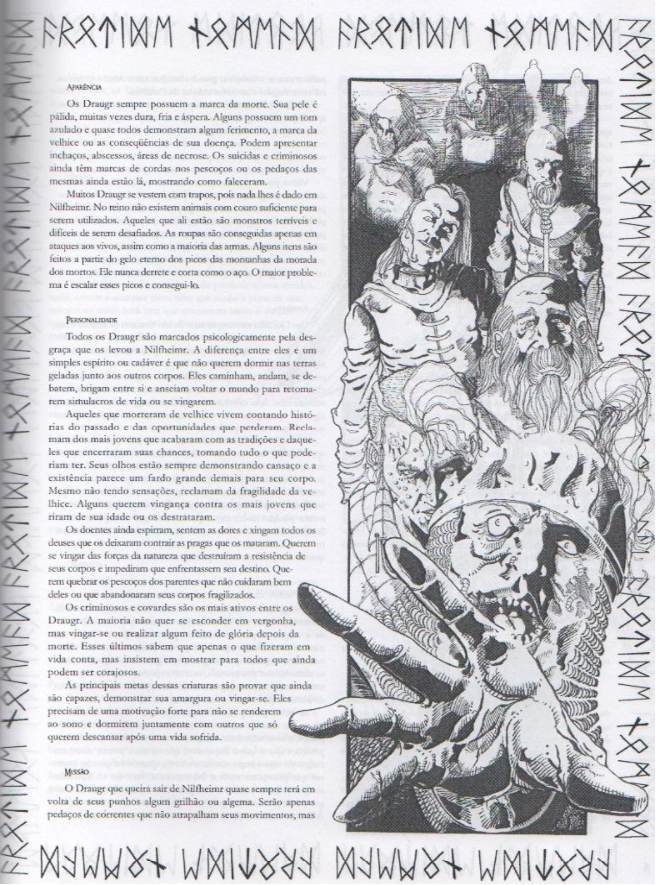 ᚨᚱᛟᛏᛁᛞᛖ ᚾᛟᛗᛖᚨᛞ ᚨᚱᛟᛏᛁᛞᛖ ᚾᛟᛗᛖᚨᛞ
APARÊNCIA
Os Draugr sempre possuem a marca da morte. Sua pele é
pálida, muitas vezes dura, fria e áspera. Alguns possuem um tom
azulado e quase todos demonstram algum ferimento, a marca da
velhice ou as conseqüências de sua doença. Podem apresentar
inchaços, abscessos, áreas de necrose. Os suicidas e criminosos
ainda têm marcas de cordas nos pescoços ou os pedaços das
mesmas ainda estão lá, mostrando como faleceram.
Muitos Draugr se vestem com trapos, pois nada lhes é dado em
Nilfheimr. No reino não existem animais com couro suficiente para
serem utilizados. Aqueles que ali estão são monstros terríveis e
difíceis de serem desafiados. As roupas são conseguidas apenas em
ataques aos vivos, assim como a maioria das armas. Alguns itens são
feitos a partir do gelo eterno dos picos das montanhas da morada
dos mortos. Ele nunca derrete e corta como o aço. O maior proble-
ma é escalar esses picos e consegui-lo.
PERSONALIDADE
Todos os Draugr são marcados psicologicamente pela des-
graça que os levou a Nilfheimr. A diferença entre eles e um
simples espírito ou cadáver é que não querem dormir nas terras
geladas junto aos outros corpos. Eles caminham, andam, se de-
batem, brigam entre si e anseiam voltar o mundo para retoma-
rem simulacros de vida ou se vingarem.
Aqueles que morreram de velhice vivem contando histó-
rias do passado e das oportunidades que perderam. Recla-
mam dos mais jovens que acabaram com as tradições e daque-
les que encerraram suas chances, tomando tudo o que pode-
riam ter. Seus olhos estão sempre demonstrando cansaço e a
existência parece um fardo grande demais para seu corpo.
Mesmo não tendo sensações, reclamam da fragilidade da ve-
lhice. Alguns querem vingança contra os mais jovens que
riram de sua idade ou os destrataram.
Os doentes ainda espirram, sentem as dores e xingam todos os
deuses que os deixaram contrair as pragas que os mataram. Querem
se vingar das forças da natureza que destruíram a resistência de
seus corpos e impediram que enfrentassem seu destino. Que-
rem quebrar os pescoços dos parentes que não cuidaram bem
deles ou que abandonaram seus corpos fragilizados.
Os criminosos e covardes são os mais ativos entre os
Draugr. A maioria não quer se esconder em vergonha,
mas vingar-se ou realizar algum feito de glória depois da
morte. Esses últimos sabem que apenas o que fizeram em
vida conta, mas insistem em mostrar para todos que ainda
podem ser corajosos.
As principais metas dessas criaturas são provar que ainda
são capazes, demonstrar sua amargura ou vingar-se. Eles
precisam de uma motivação forte para não se renderem
ao sono e dormirem juntamente com outros que só
querem descansar após uma vida sofrida.
MISSÃO
O Draugr que queira sair de Nilfheimr quase sempre terá em
volta de seus punhos algum grilhão ou algema. Serão apenas
pedaços de correntes que não atrapalham seus movimentos, mas